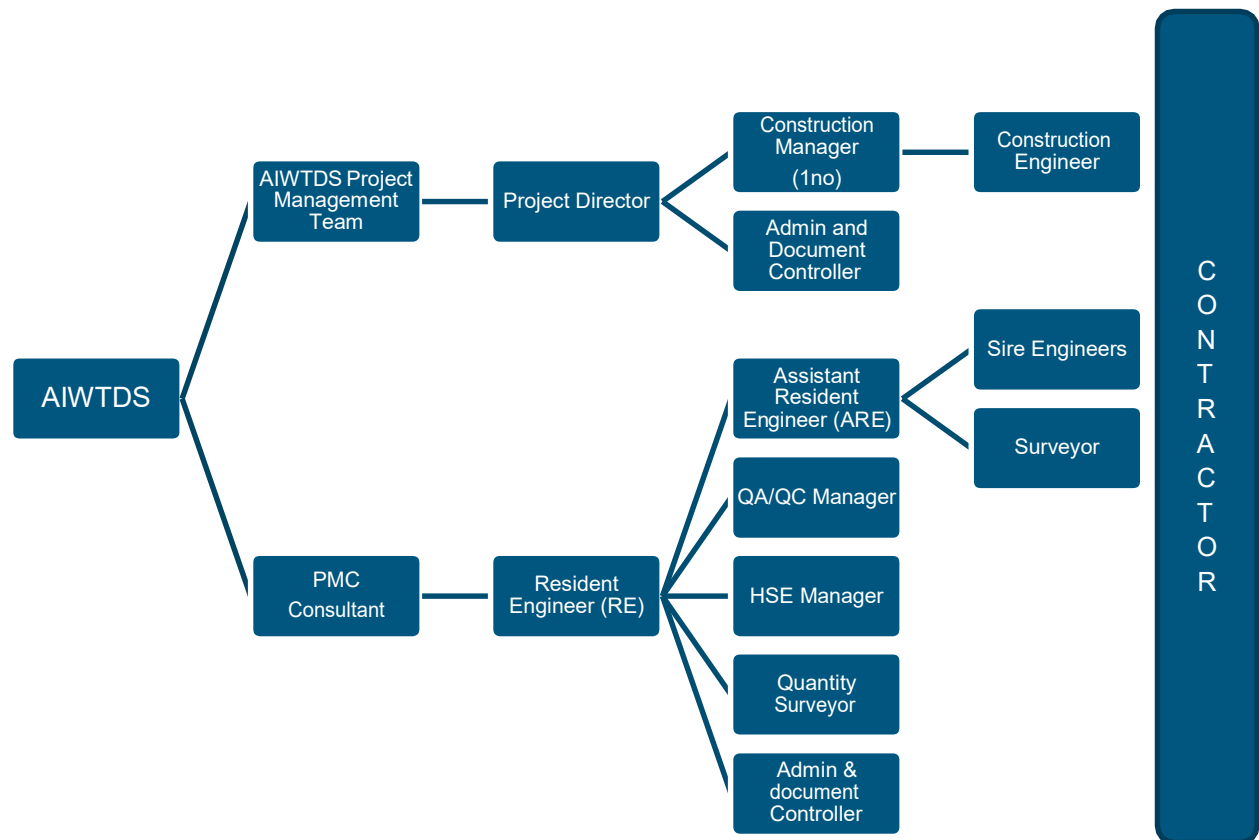 AIWTDS
AIWTDS Project
Management
Team
Project Director
Construction
Manager
(1no)
Construction
Engineer
Admin and
Document
Controller
PMC
Consultant
Resident
Engineer (RE)
Assistant
Resident
Engineer (ARE)
Sire Engineers
Surveyor
QA/QC Manager
HSE Manager
Quantity
Surveyor
Admin &
document
Controller
C
O
N
T
R
A
C
T
O
R